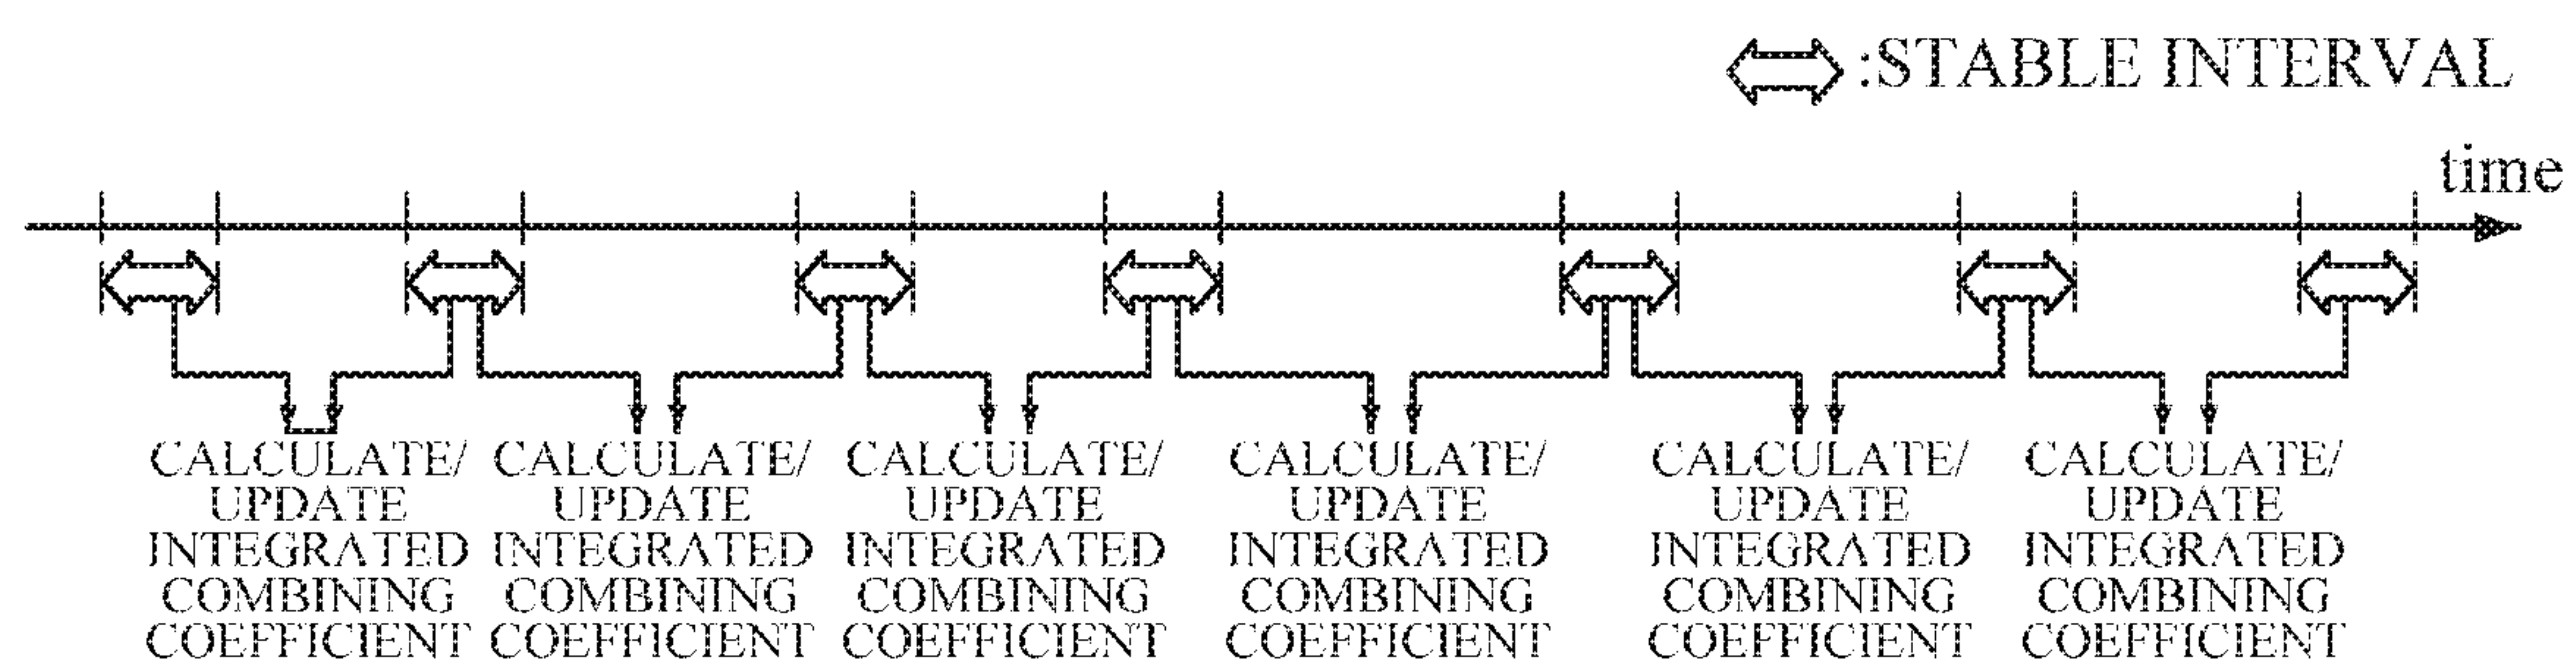 :STABLE INTERVAL
time
CALCULATE/
UPDATE
INTEGRATED
COMBINING
COEFFICIENT
CALCULATE/
UPDATE
INTEGRATED
COMBINING
COEFFICIENT
CALCULATE/
UPDATE
INTEGRATED
COMBINING
COEFFICIENT
CALCULATE/
UPDATE
INTEGRATED
COMBINING
COEFFICIENT
CALCULATE/
UPDATE
INTEGRATED
COMBINING
COEFFICIENT
CALCULATE/
UPDATE
INTEGRATED
COMBINING
COEFFICIENT